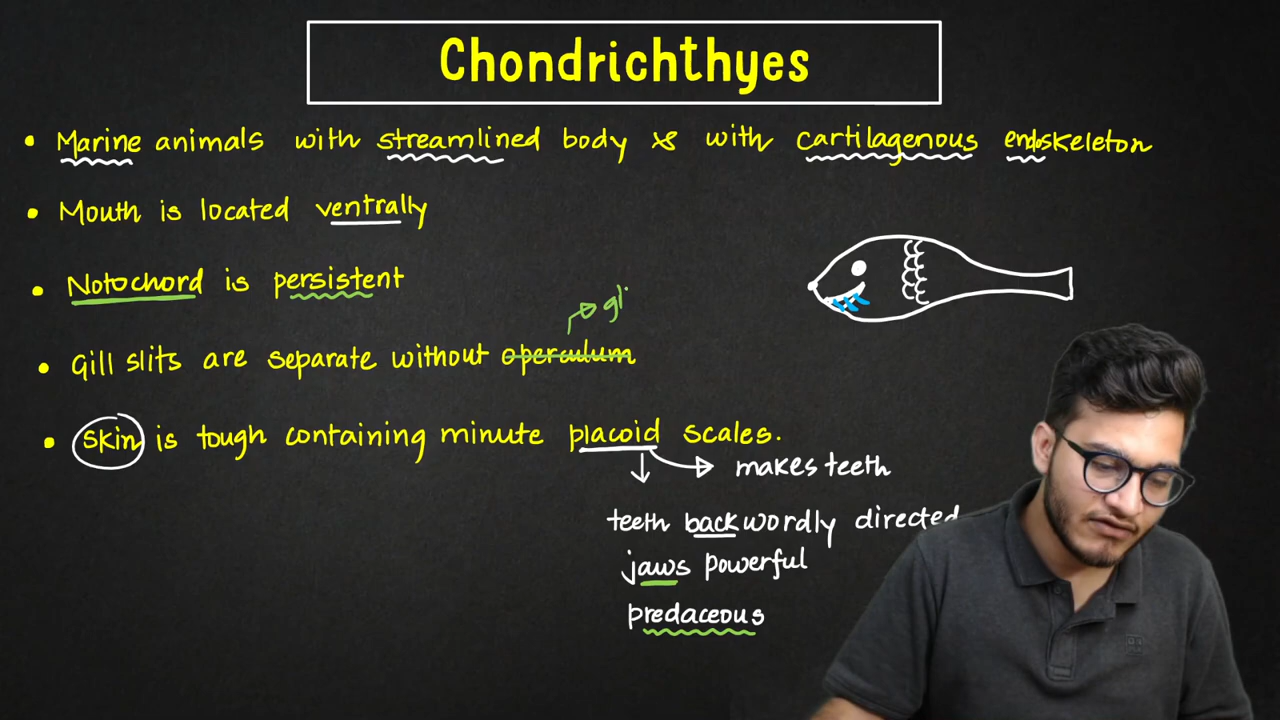 Chondrichthyes
• Marine animals with streamlined body & with cartilagenous endoskeleton
• Mouth is located ventrally
• Notochord is persistent
gli
• Gill slits are separate without operculum
• Skin is tough containing minute placoid scales.
makes teeth
teeth backwordly directed
jaws powerful
predaceous